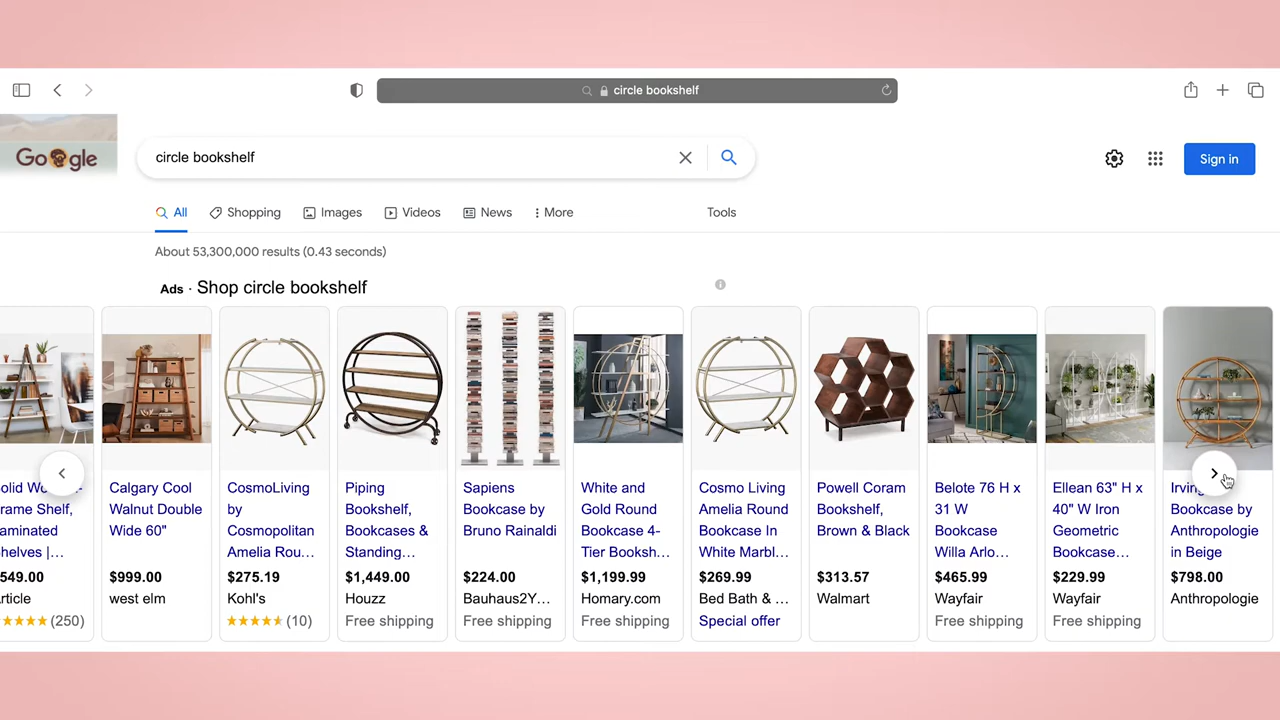 circle bookshelf
Google
circle bookshelf
Sign in
All
Shopping
Images
Videos
News
More
Tools
About 53,300,000 results (0.43 seconds)
Ads · Shop circle bookshelf
olid Wo
rame Shelf,
aminated
helves |...
549.00
Article
(250)
Calgary Cool
Walnut Double
Wide 60"
$999.00
west elm
CosmoLiving
by
Cosmopolitan
Amelia Rou...
$275.19
Kohl's
(10)
Piping
Bookshelf,
Bookcases &
Standing...
$1,449.00
Houzz
Free shipping
Sapiens
Bookcase by
Bruno Rainaldi
$224.00
Bauhaus2Y...
Free shipping
White and
Gold Round
Bookcase 4-
Tier Booksh...
$1,199.99
Homary.com
Free shipping
Cosmo Living
Amelia Round
Bookcase In
White Marbl...
$269.99
Bed Bath & ...
Special offer
Powell Coram
Bookshelf,
Brown & Black
$313.57
Walmart
Belote 76 H x
31 W
Bookcase
Willa Arlo...
$465.99
Wayfair
Free shipping
Ellean 63" H x
40" W Iron
Geometric
Bookcase...
$229.99
Wayfair
Free shipping
Irving
Bookcase by
Anthropologie
in Beige
$798.00
Anthropologie